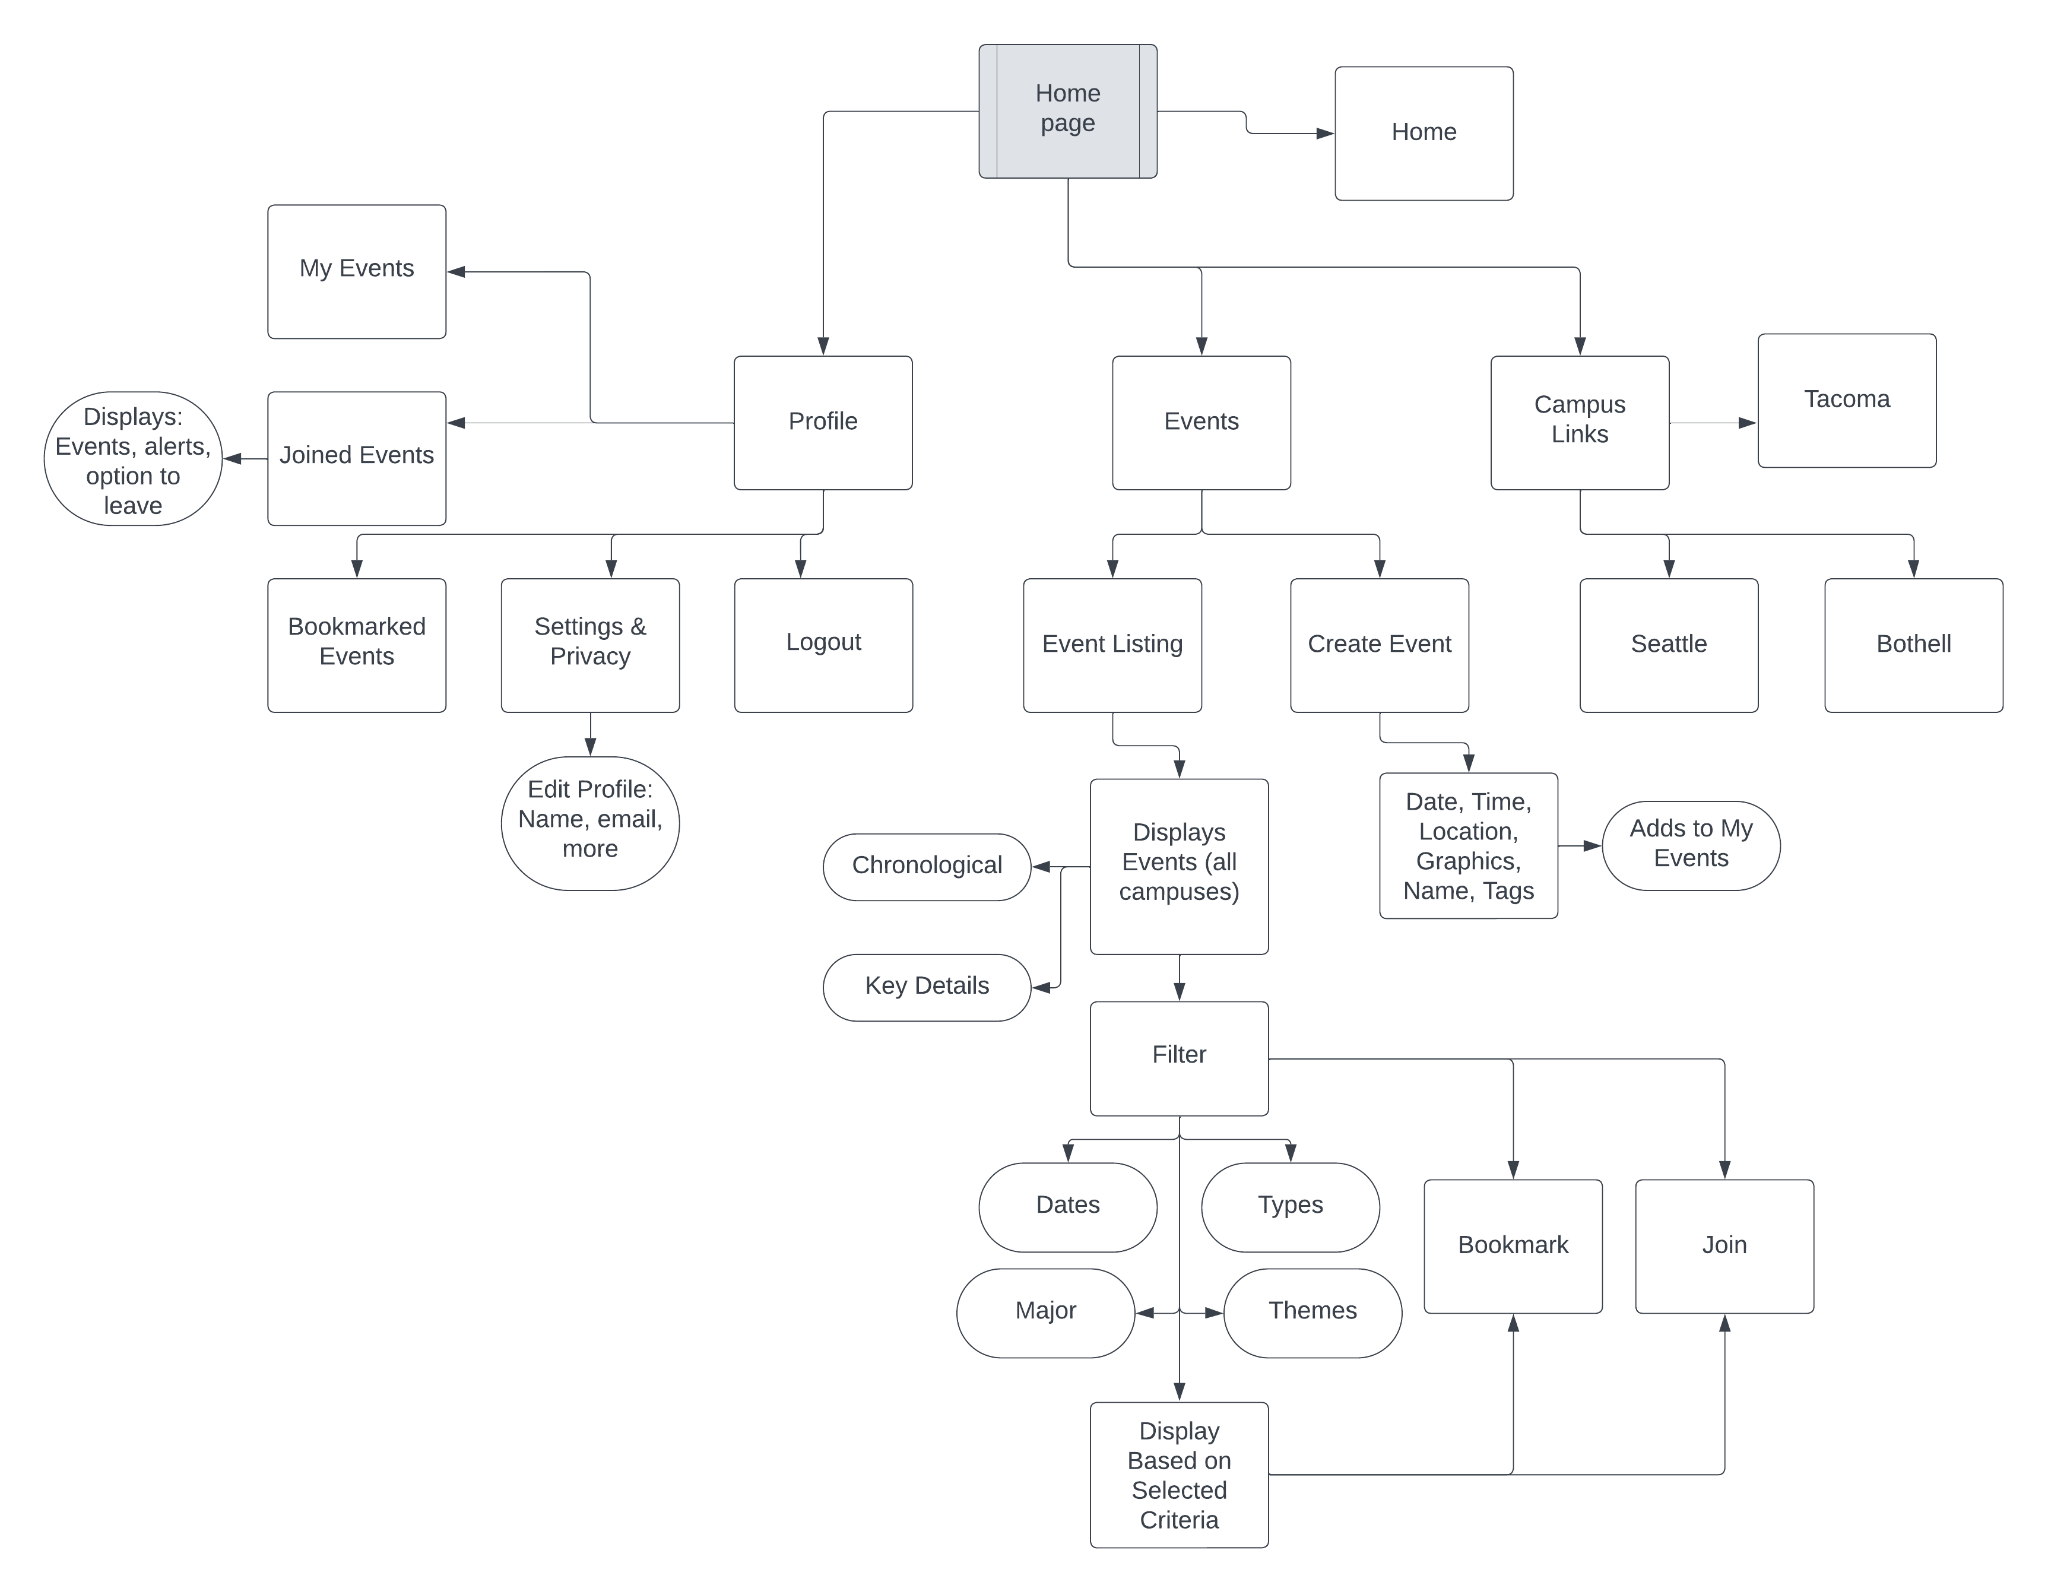 Home
page
Home
My Events
Displays:
Events, alerts,
option to
leave
Joined Events
Profile
Events
Campus
Links
Tacoma
Bookmarked
Events
Settings &
Privacy
Logout
Event Listing
Create Event
Seattle
Bothell
Edit Profile:
Name, email,
more
Chronological
Key Details
Displays
Events (all
campuses)
Date, Time,
Location,
Graphics,
Name, Tags
Adds to My
Events
Filter
Dates
Types
Bookmark
Join
Major
Themes
Display
Based on
Selected
Criteria